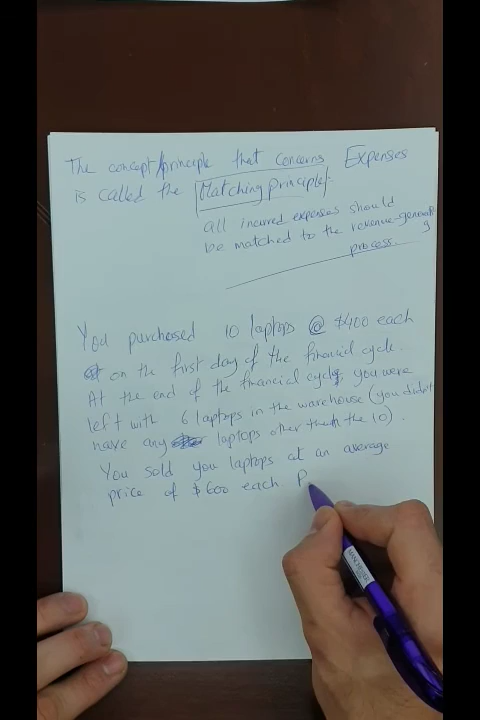 The concept/principle that concerns Expenses
is called the Matching principle
all incurred expenses should
be matched to the revenue-generating
process.
You purchased 10 laptops @ $400 each
on the first day of the financial cycle.
At the end of the financial cycle, you were
left with 6 laptops in the warehouse (you didn't
have any laptops other than the 10).
You sold you laptops at an average
price of $600 each. P
MANCHESTER